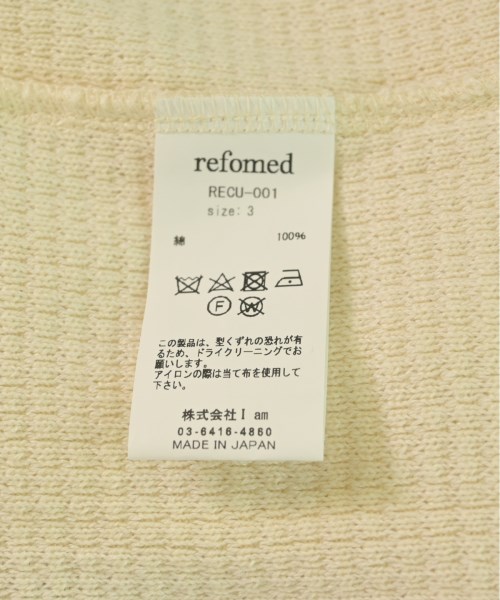 refomed
RECU-001
size: 3
綿 100%
F W
この製品は、型くずれの恐れが有
るため、ドライクリーニングでお
願いします。
アイロンの際は当て布を使用して
下さい。
株式会社I am
03-6416-4860
MADE IN JAPAN